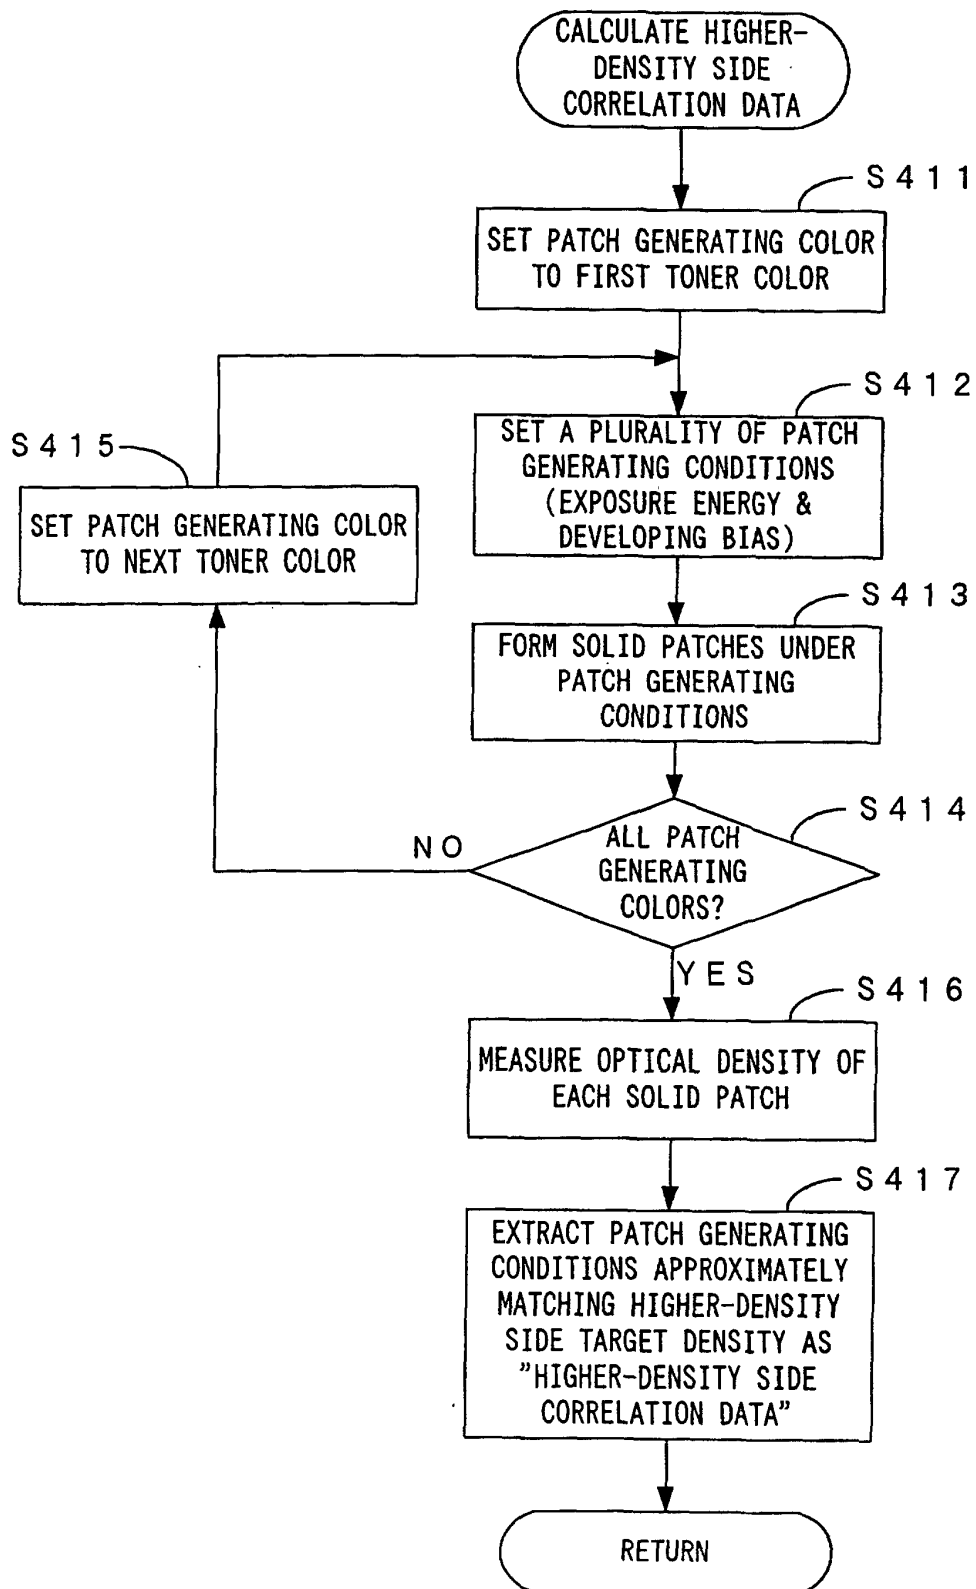 CALCULATE HIGHER-
DENSITY SIDE
CORRELATION DATA
S411
SET PATCH GENERATING COLOR
TO FIRST TONER COLOR
S412
SET A PLURALITY OF PATCH
GENERATING CONDITIONS
(EXPOSURE ENERGY &
DEVELOPING BIAS)
S415
SET PATCH GENERATING COLOR
TO NEXT TONER COLOR
S413
FORM SOLID PATCHES UNDER
PATCH GENERATING
CONDITIONS
S414
ALL PATCH
GENERATING
COLORS?
NO
YES
S416
MEASURE OPTICAL DENSITY OF
EACH SOLID PATCH
S417
EXTRACT PATCH GENERATING
CONDITIONS APPROXIMATELY
MATCHING HIGHER-DENSITY
SIDE TARGET DENSITY AS
"HIGHER-DENSITY SIDE
CORRELATION DATA"
RETURN